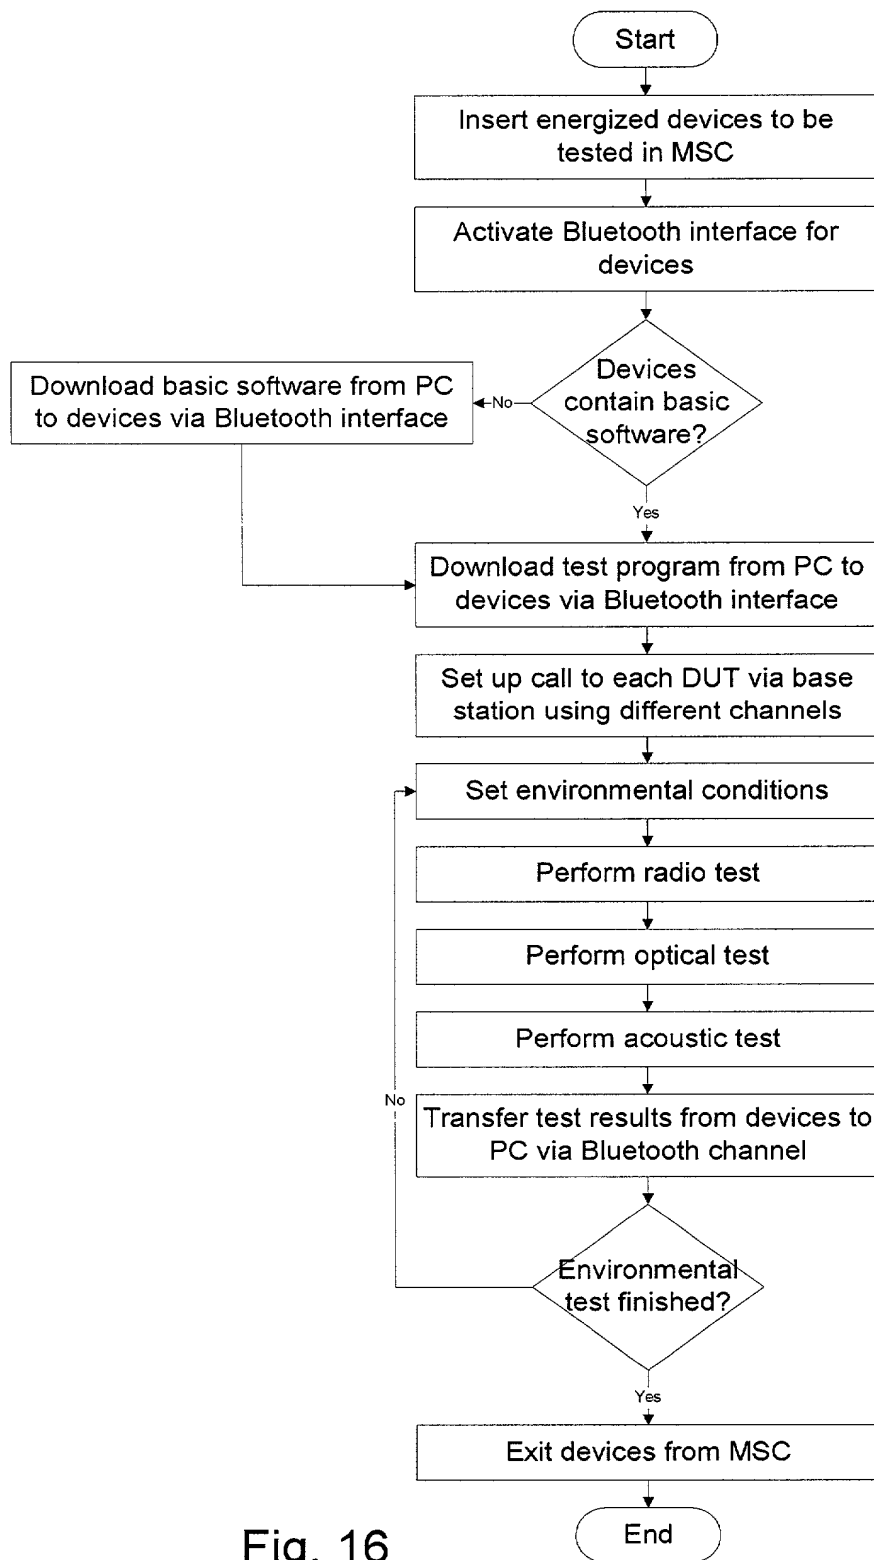 Start
Insert energized devices to be
tested in MSC
Activate Bluetooth interface for
devices
Devices
contain basic
software?
No
Download basic software from PC
to devices via Bluetooth interface
Yes
Download test program from PC to
devices via Bluetooth interface
Set up call to each DUT via base
station using different channels
Set environmental conditions
Perform radio test
Perform optical test
Perform acoustic test
No
Transfer test results from devices to
PC via Bluetooth channel
Environmental
test finished?
Yes
Exit devices from MSC
End
Fig. 16